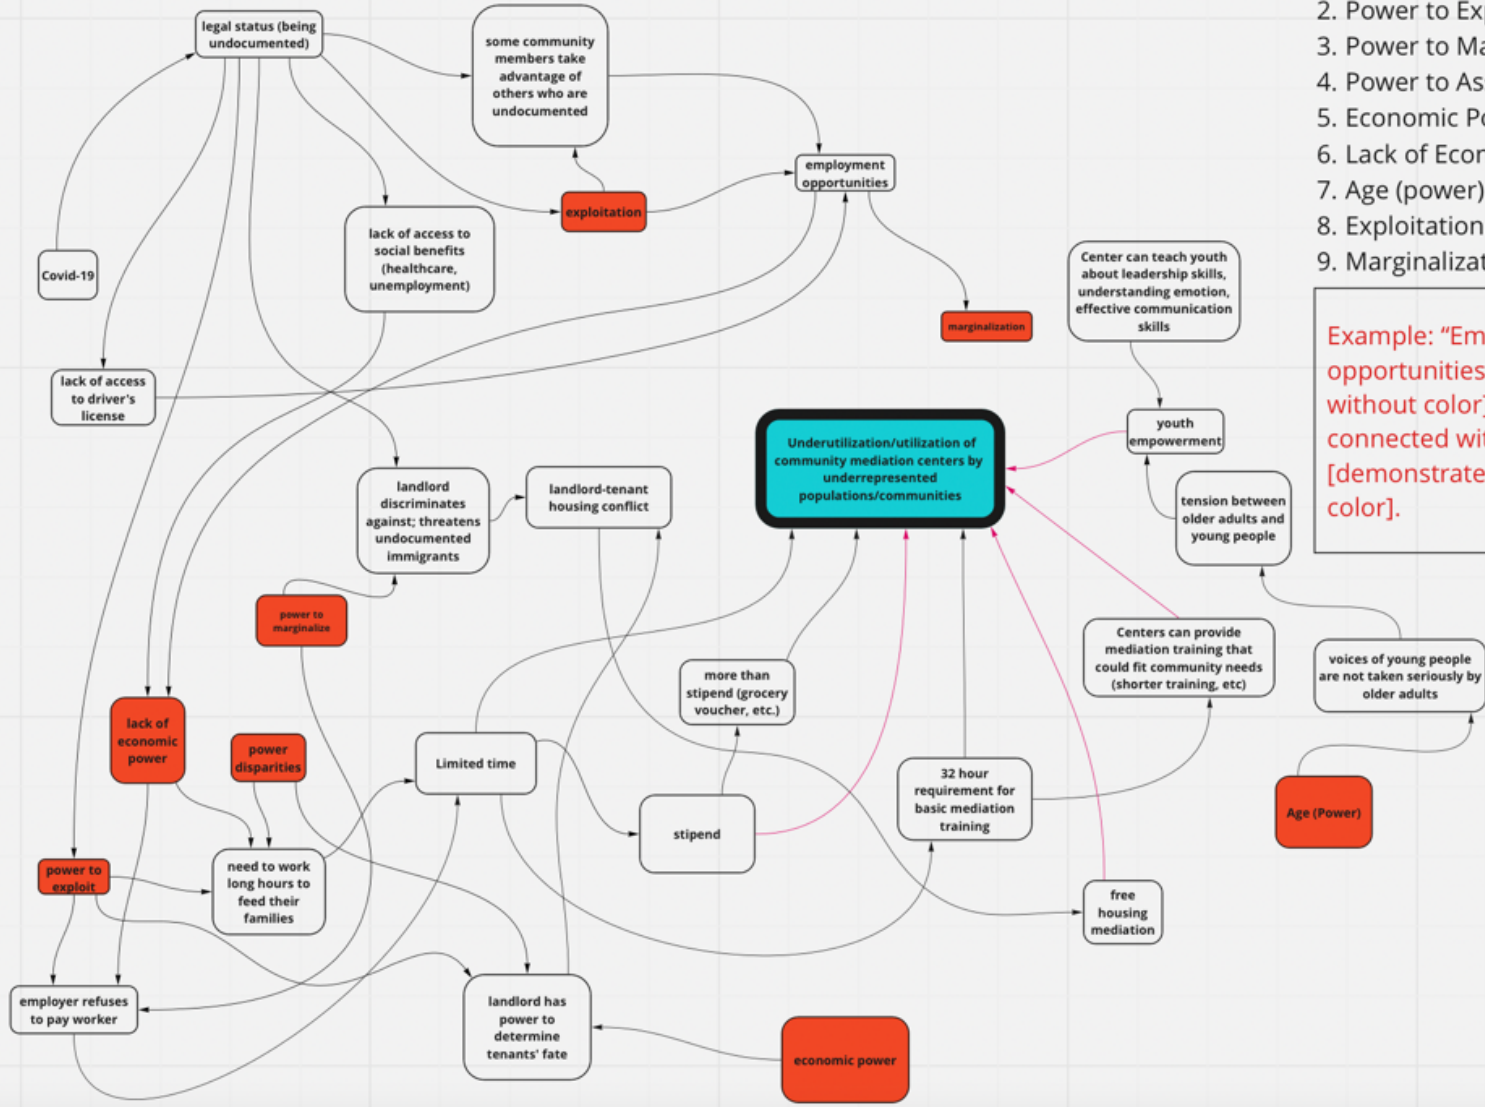 legal status (being
undocumented)
some community
members take
advantage of
others who are
undocumented
employment
opportunities
exploitation
lack of access to
social benefits
(healthcare,
unemployment)
Covid-19
marginalization
Center can teach youth
about leadership skills,
understanding emotion,
effective communication
skills
lack of access
to driver's
license
youth
empowerment
Underutilization/utilization of
community mediation centers by
underrepresented
populations/communities
landlord
discriminates
against; threatens
undocumented
immigrants
landlord-tenant
housing conflict
tension between
older adults and
young people
power to
marginalize
Centers can provide
mediation training that
could fit community needs
(shorter training, etc)
voices of young people
are not taken seriously by
older adults
more than
stipend (grocery
voucher, etc.)
lack of
economic
power
power
disparities
Limited time
32 hour
requirement for
basic mediation
training
stipend
Age (Power)
power to
exploit
need to work
long hours to
feed their
families
free
housing
mediation
employer refuses
to pay worker
landlord has
power to
determine
tenants' fate
economic power
2. Power to Ex
3. Power to Ma
4. Power to As
5. Economic Po
6. Lack of Econ
7. Age (power)
8. Exploitation
9. Marginalizat
Example: “Em
opportunities
without color]
connected wit
[demonstrate
color].